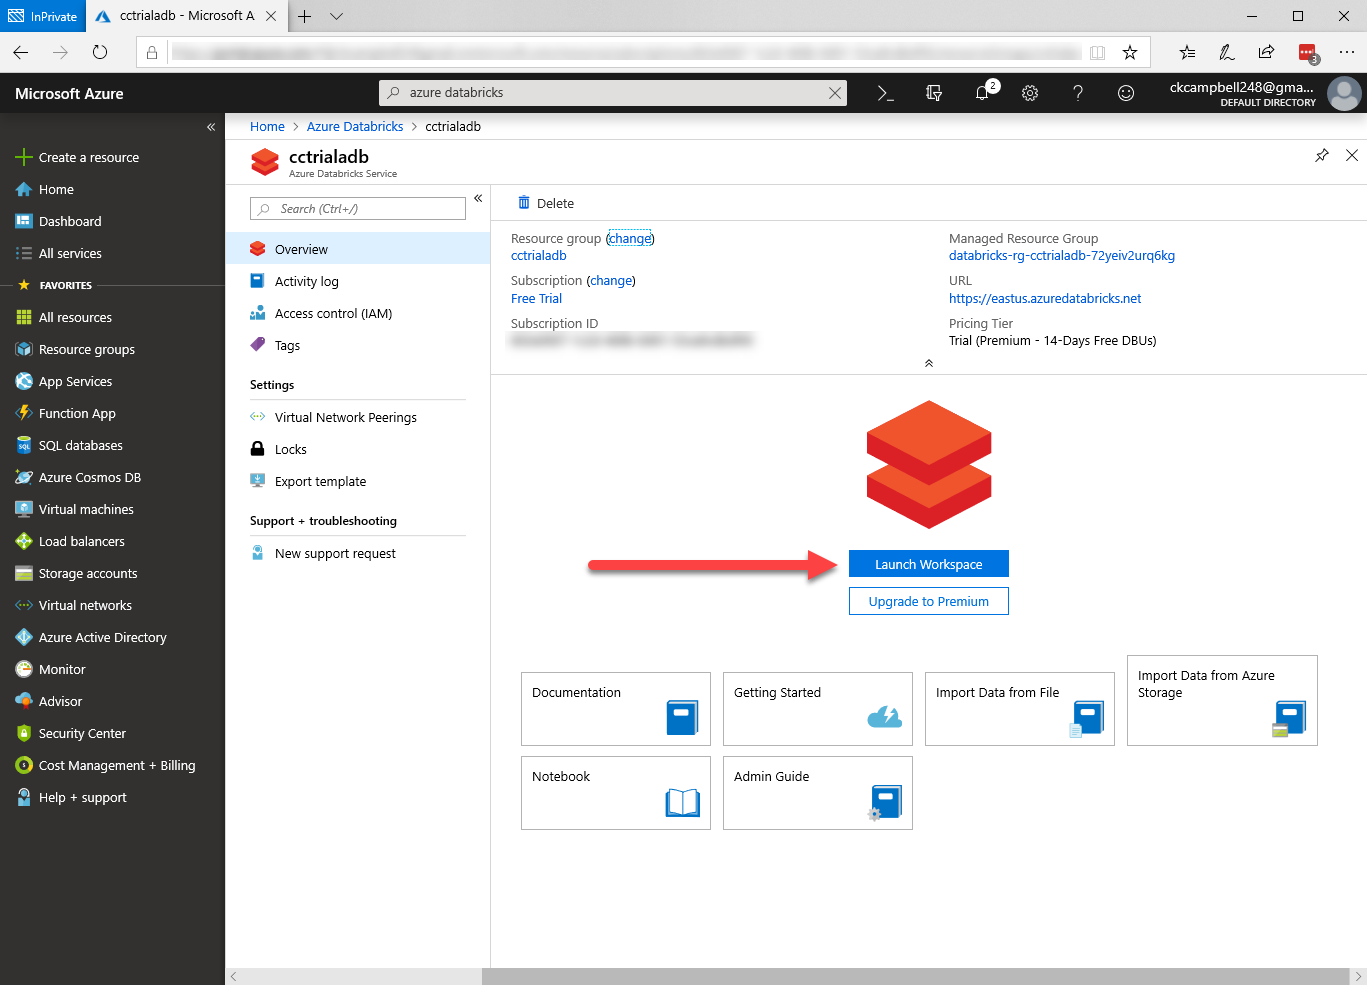 InPrivate
cctrialadb - Microsoft A
3
Microsoft Azure
azure databricks
2
ckcampbell248@gma...
DEFAULT DIRECTORY
Create a resource
Home
Dashboard
All services
FAVORITES
All resources
Resource groups
App Services
Function App
SQL databases
Azure Cosmos DB
Virtual machines
Load balancers
Storage accounts
Virtual networks
Azure Active Directory
Monitor
Advisor
Security Center
Cost Management + Billing
Help + support
Home > Azure Databricks > cctrialadb
cctrialadb
Azure Databricks Service
Search (Ctrl+/)
Overview
Activity log
Access control (IAM)
Tags
Settings
Virtual Network Peerings
Locks
Export template
Support + troubleshooting
New support request
Delete
Resource group (change)
cctrialadb
Subscription (change)
Free Trial
Subscription ID
Managed Resource Group
databricks-rg-cctrialadb-72yeiv2urq6kg
URL
https://eastus.azuredatabricks.net
Pricing Tier
Trial (Premium - 14-Days Free DBUs)
Launch Workspace
Upgrade to Premium
Documentation
Getting Started
Import Data from File
Import Data from Azure
Storage
Notebook
Admin Guide